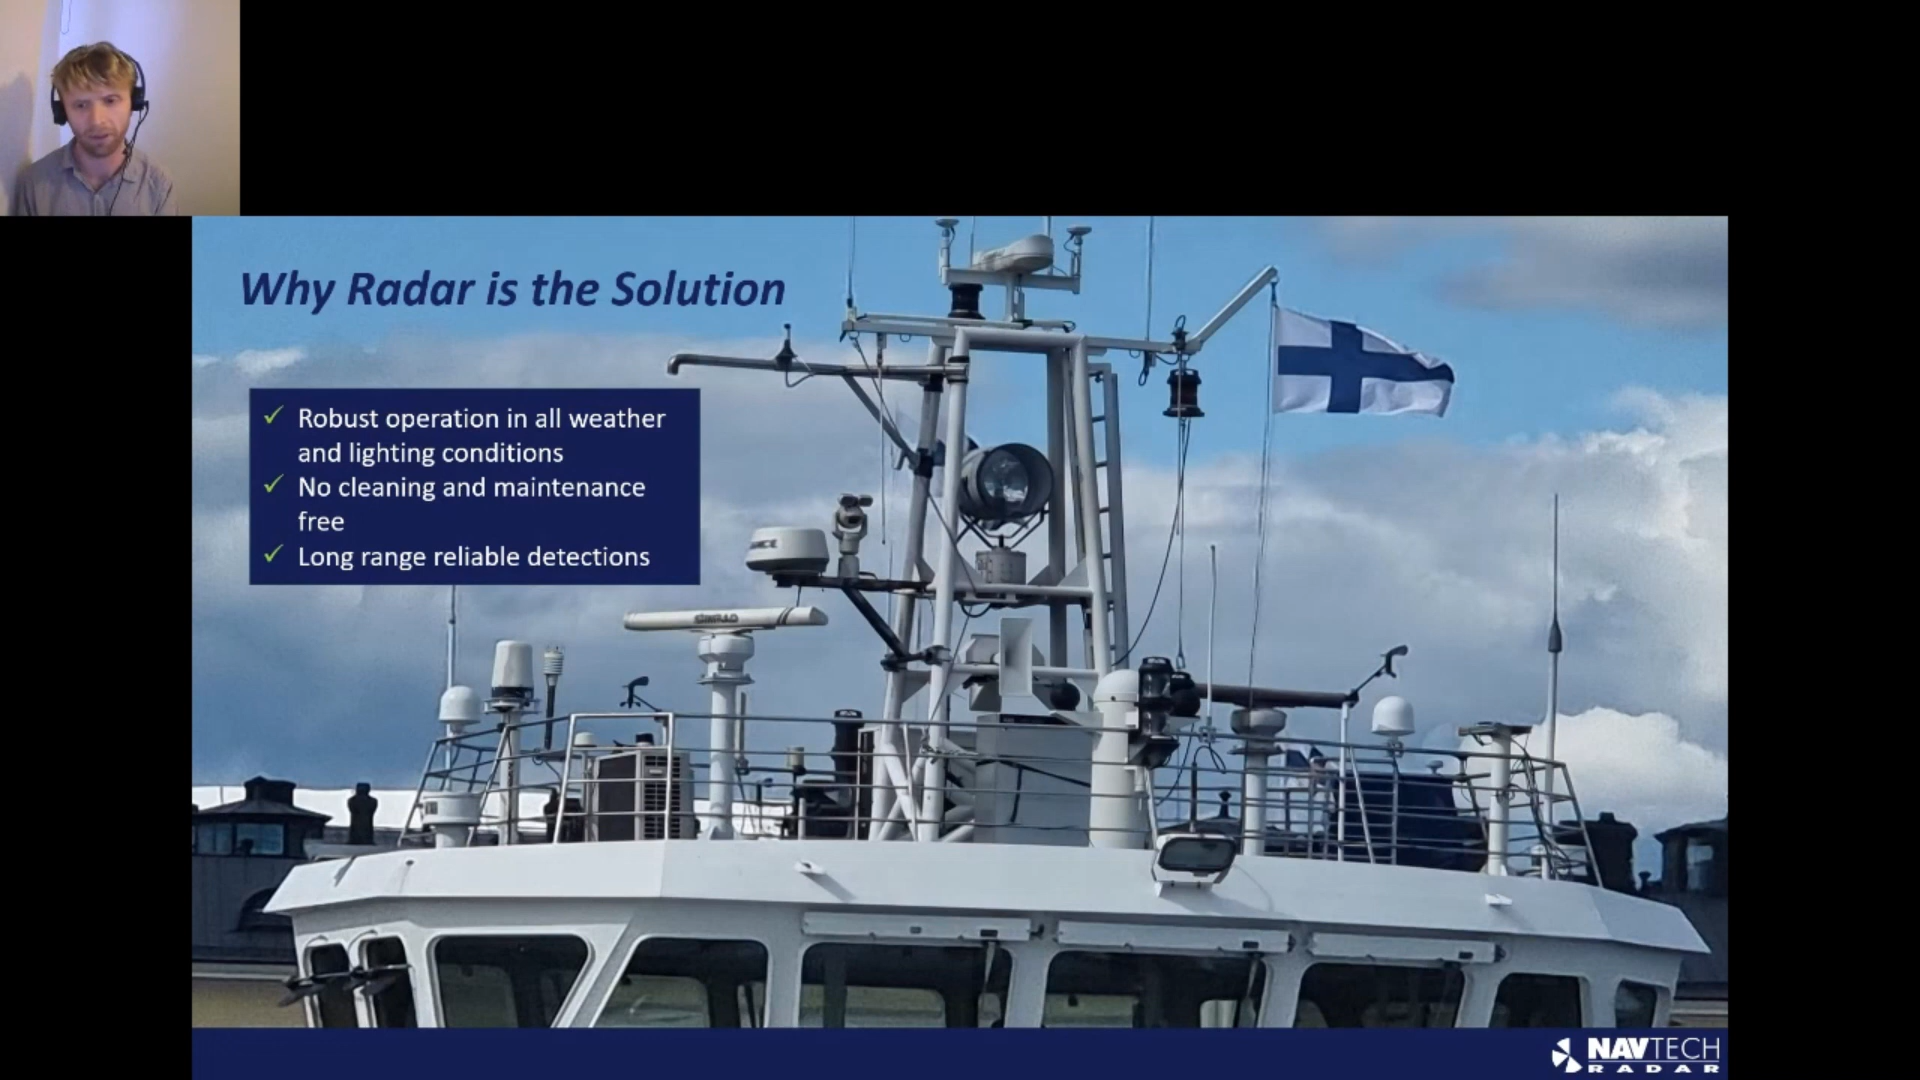 Why Radar is the Solution
✓ Robust operation in all weather
and lighting conditions
✓ No cleaning and maintenance
free
✓ Long range reliable detections
SIMRAD
NAVTECH
RADAR